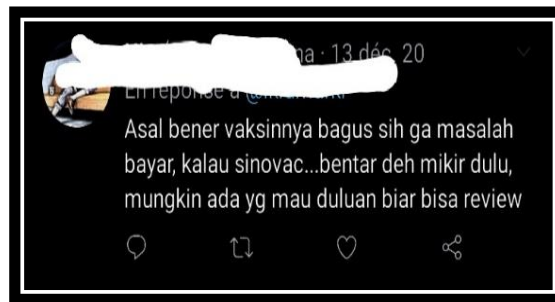 13 déc. 20
En réponse à
Asal bener vaksinnya bagus sih ga masalah
bayar, kalau sinovac...bentar deh mikir dulu,
mungkin ada yg mau duluan biar bisa review